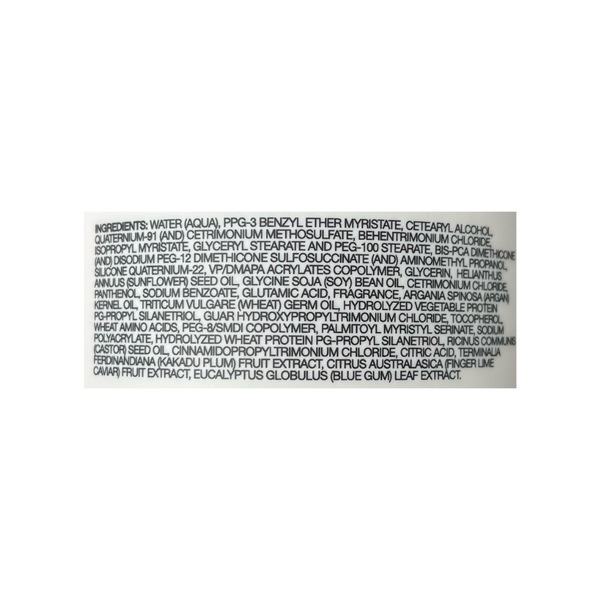 INGREDIENTS: WATER (AQUA), PPG-3 BENZYL ETHER MYRISTATE, CETEARYL ALCOHOL,
QUATERNIUM-91 (AND) CETRIMONIUM METHOSULFATE, BEHENTRIMONIUM CHLORIDE,
ISOPROPYL MYRISTATE, GLYCERYL STEARATE AND PEG-100 STEARATE, BIS-PCA DIMETHICONE
(AND) DISODIUM PEG-12 DIMETHICONE SULFOSUCCINATE (AND) AMINOMETHYL PROPANOL,
SILICONE QUATERNIUM-22, VP/DMAPA ACRYLATES COPOLYMER, GLYCERIN, HELIANTHUS
ANNUUS (SUNFLOWER) SEED OIL, GLYCINE SOJA (SOY) BEAN OIL, CETRIMONIUM CHLORIDE,
PANTHENOL, SODIUM BENZOATE, GLUTAMIC ACID, FRAGRANCE, ARGANIA SPINOSA (ARGAN)
KERNEL OIL, TRITICUM VULGARE (WHEAT) GERM OIL, HYDROLYZED VEGETABLE PROTEIN
PG-PROPYL SILANETRIOL, GUAR HYDROXYPROPYLTRIMONIUM CHLORIDE, TOCOPHEROL,
WHEAT AMINO ACIDS, PEG-8/SMDI COPOLYMER, PALMITOYL MYRISTYL SERINATE, SODIUM
POLYACRYLATE, HYDROLYZED WHEAT PROTEIN PG-PROPYL SILANETRIOL, RICINUS COMMUNIS
(CASTOR) SEED OIL, CINNAMIDOPROPYLTRIMONIUM CHLORIDE, CITRIC ACID, TERMINALIA
FERDINANDIANA (KAKADU PLUM) FRUIT EXTRACT, CITRUS AUSTRALASICA (FINGER LIME
CAVIAR) FRUIT EXTRACT, EUCALYPTUS GLOBULUS (BLUE GUM) LEAF EXTRACT.